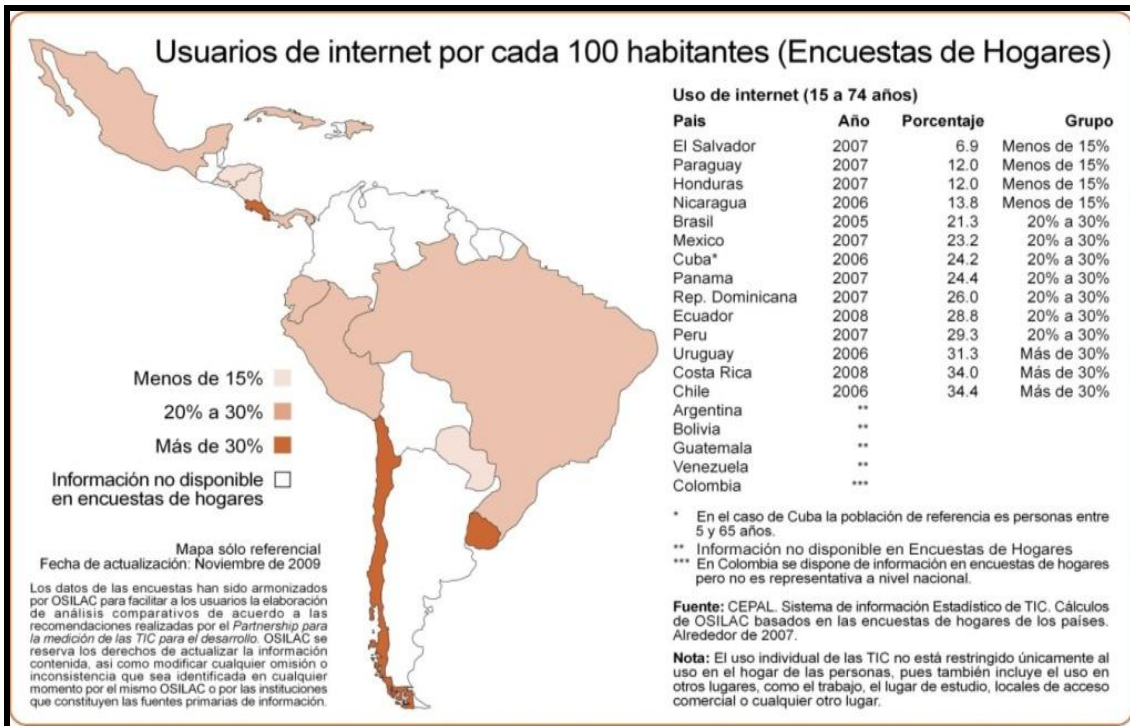 Usuarios de internet por cada 100 habitantes (Encuestas de Hogares)
Uso de internet (15 a 74 años)
Pais Año Porcentaje Grupo
El Salvador 2007 6.9 Menos de 15%
Paraguay 2007 12.0 Menos de 15%
Honduras 2007 12.0 Menos de 15%
Nicaragua 2006 13.8 Menos de 15%
Brasil 2005 21.3 20% a 30%
Mexico 2007 23.2 20% a 30%
Cuba* 2006 24.2 20% a 30%
Panama 2007 24.4 20% a 30%
Rep. Dominicana 2007 26.0 20% a 30%
Ecuador 2008 28.8 20% a 30%
Peru 2007 29.3 20% a 30%
Uruguay 2006 31.3 Más de 30%
Costa Rica 2008 34.0 Más de 30%
Chile 2006 34.4 Más de 30%
Argentina **
Bolivia **
Guatemala **
Venezuela **
Colombia ***
* En el caso de Cuba la población de referencia es personas entre
5 y 65 años.
** Información no disponible en Encuestas de Hogares
*** En Colombia se dispone de información en encuestas de hogares
pero no es representativa a nivel nacional.
Fuente: CEPAL. Sistema de información Estadístico de TIC. Cálculos
de OSILAC basados en las encuestas de hogares de los países.
Alrededor de 2007.
Nota: El uso individual de las TIC no está restringido únicamente al
uso en el hogar de las personas, pues también incluye el uso en
otros lugares, como el trabajo, el lugar de estudio, locales de acceso
comercial o cualquier otro lugar.
Menos de 15%
20% a 30%
Más de 30%
Información no disponible
en encuestas de hogares
Mapa sólo referencial
Fecha de actualización: Noviembre de 2009
Los datos de las encuestas han sido armonizados
por OSILAC para facilitar a los usuarios la elaboración
de análisis comparativos de acuerdo a las
recomendaciones realizadas por el Partnership para
la medición de las TIC para el desarrollo. OSILAC se
reserva los derechos de actualizar la información
contenida, asi como modificar cualquier omisión o
inconsistencia que sea identificada en cualquier
momento por el mismo OSILAC o por las instituciones
que constituyen las fuentes primarias de información.